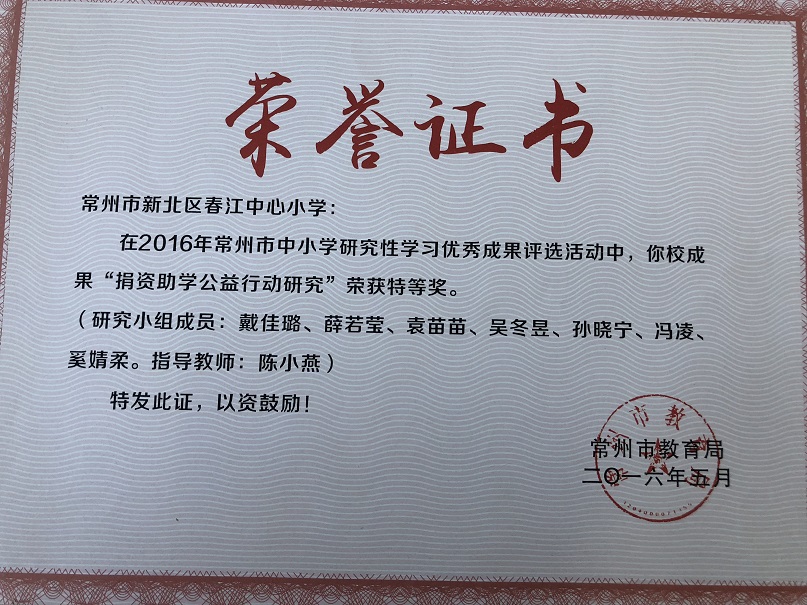 荣誉证书
常州市新北区春江中心小学：
在2016年常州市中小学研究性学习优秀成果评选活动中，你校成
果“捐资助学公益行动研究”荣获特等奖。
（研究小组成员：戴佳璐、薛若莹、袁苗苗、吴冬昱、孙晓宁、冯凌、
奚婧柔。指导教师：陈小燕）
特发此证，以资鼓励！
常州市教育局
二〇一六年五月